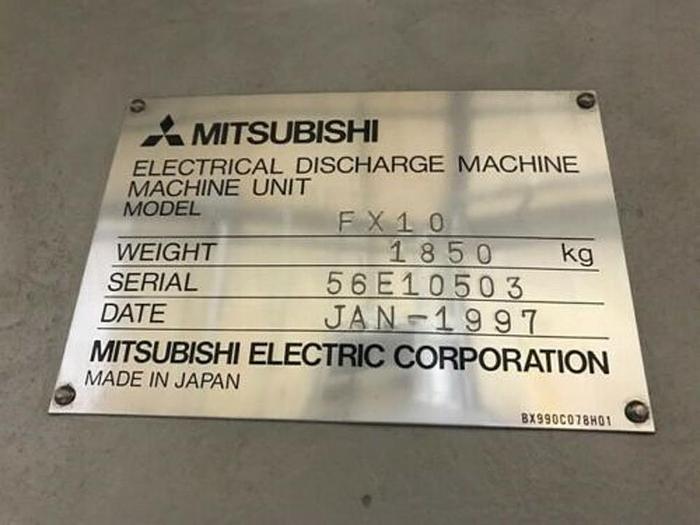 MITSUBISHI
ELECTRICAL DISCHARGE MACHINE
MACHINE UNIT
MODEL FX10
WEIGHT 1850 kg
SERIAL 56E10503
DATE JAN-1997
MITSUBISHI ELECTRIC CORPORATION
MADE IN JAPAN
BX990C078H01